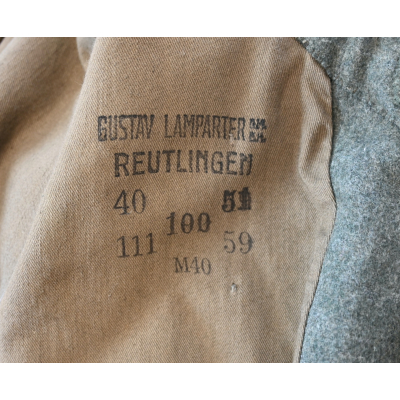 GUSTAV LAMPARTER
REUTLINGEN
40 51
100
111 59
M40